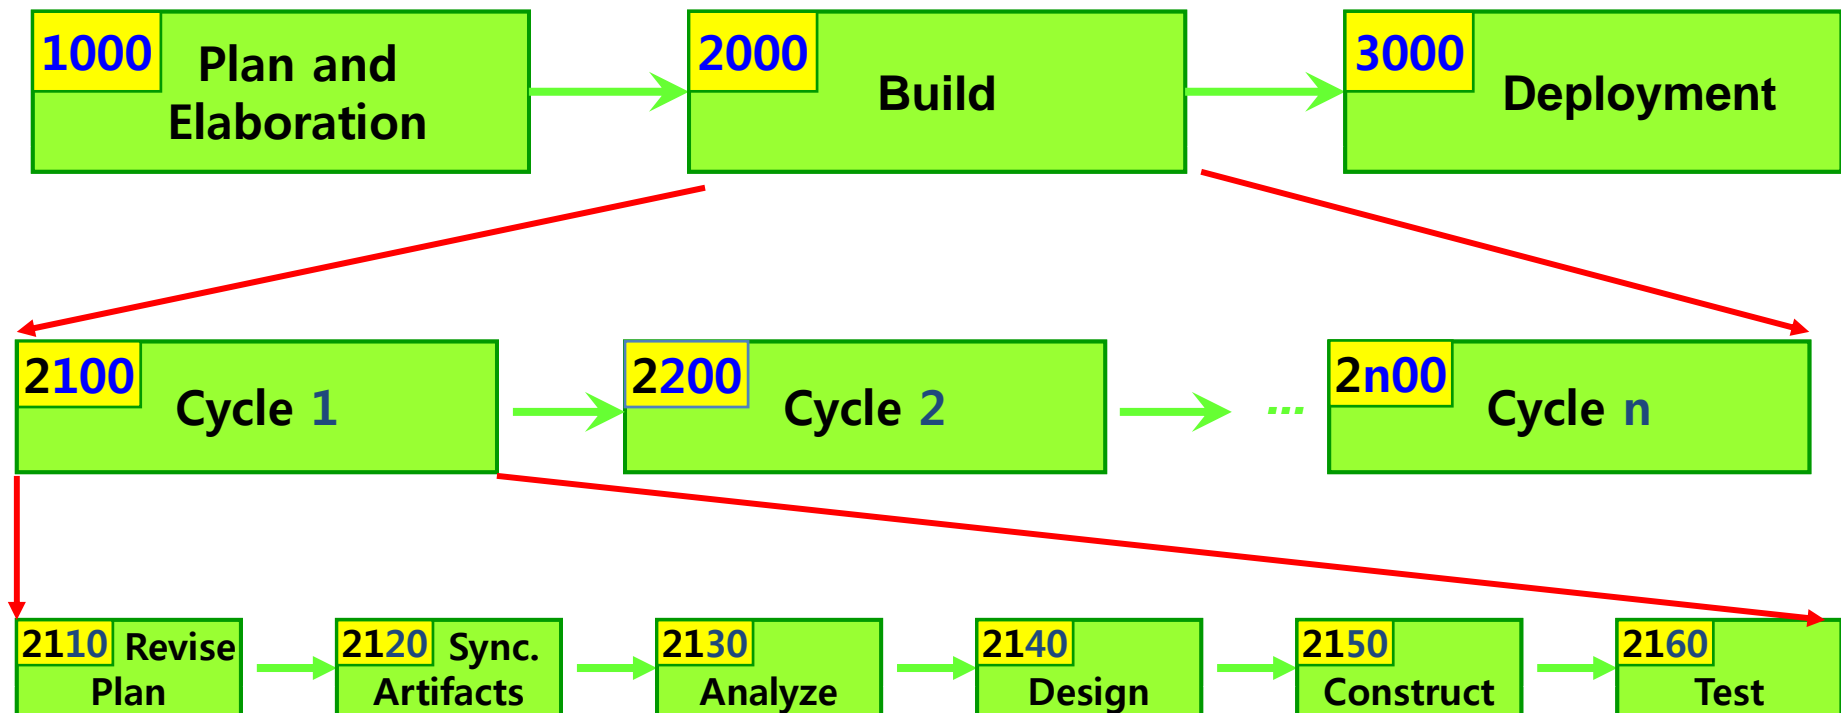 1000
Plan and
Elaboration
2000
Build
3000
Deployment
2100
Cycle 1
2200
Cycle 2
...
2n00
Cycle n
2110 Revise
Plan
2120 Sync.
Artifacts
2130
Analyze
2140
Design
2150
Construct
2160
Test